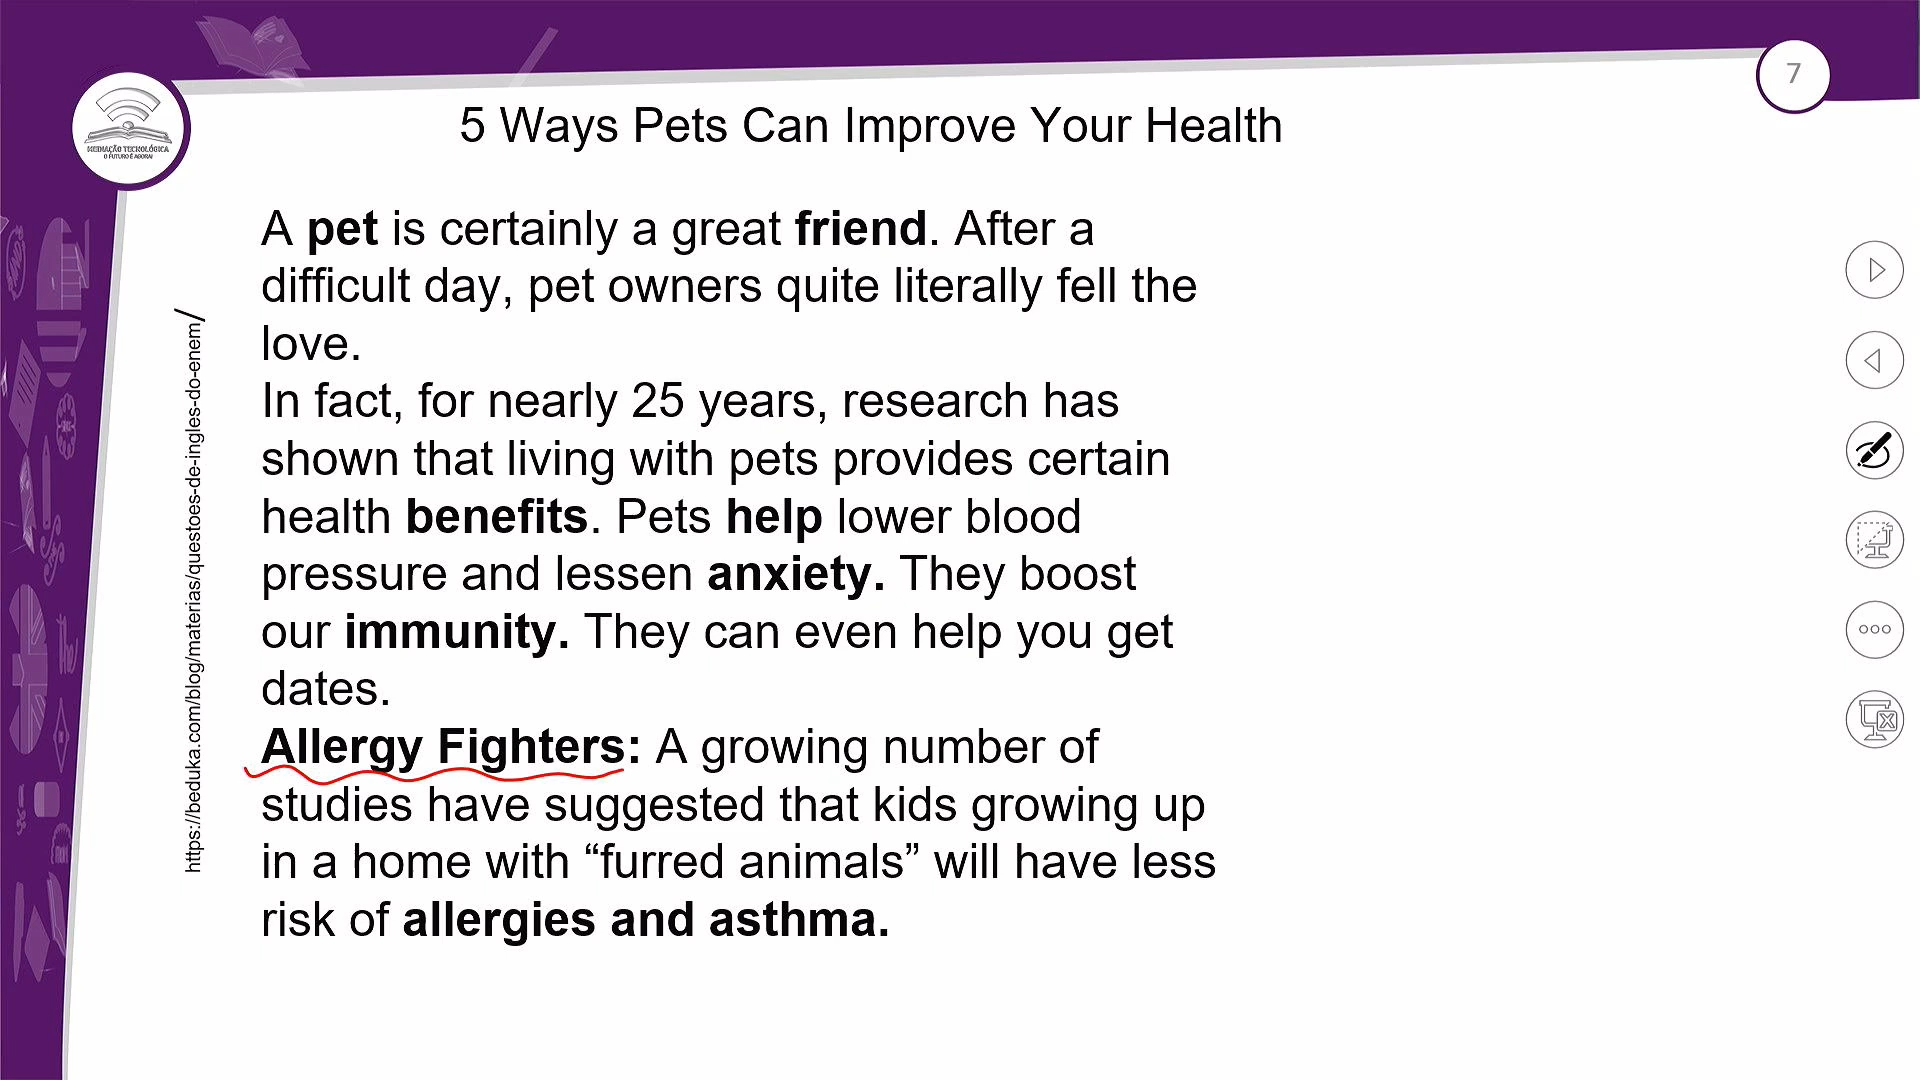 7
MEDIAÇÃO TECNOLÓGICA
O FUTURO É AGORA!
5 Ways Pets Can Improve Your Health
A pet is certainly a great friend. After a
difficult day, pet owners quite literally fell the
love.
In fact, for nearly 25 years, research has
shown that living with pets provides certain
health benefits. Pets help lower blood
pressure and lessen anxiety. They boost
our immunity. They can even help you get
dates.
Allergy Fighters: A growing number of
studies have suggested that kids growing up
in a home with “furred animals” will have less
risk of allergies and asthma.
https://beduka.com/blog/materias/questoes-de-ingles-do-enem/